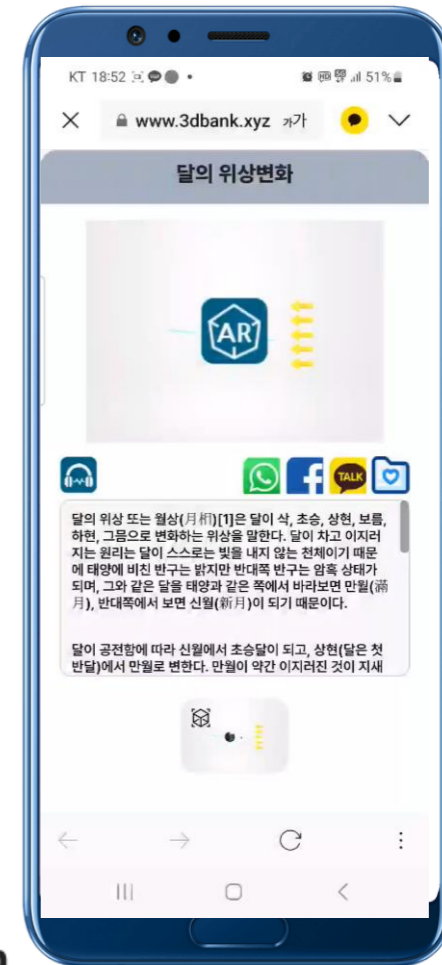 KT 18:52
51%
www.3dbank.xyz 가가
달의 위상변화
AR
TALK
달의 위상 또는 월상(月相)[1]은 달이 삭, 초승, 상현, 보름,
하현, 그믐으로 변화하는 위상을 말한다. 달이 차고 이지러
지는 원리는 달이 스스로는 빛을 내지 않는 천체이기 때문
에 태양에 비친 반구는 밝지만 반대쪽 반구는 암흑 상태가
되며, 그와 같은 달을 태양과 같은 쪽에서 바라보면 만월(滿
月), 반대쪽에서 보면 신월(新月)이 되기 때문이다.
달이 공전함에 따라 신월에서 초승달이 되고, 상현(달은 첫
반달)에서 만월로 변한다. 만월이 약간 이지러진 것이 지새